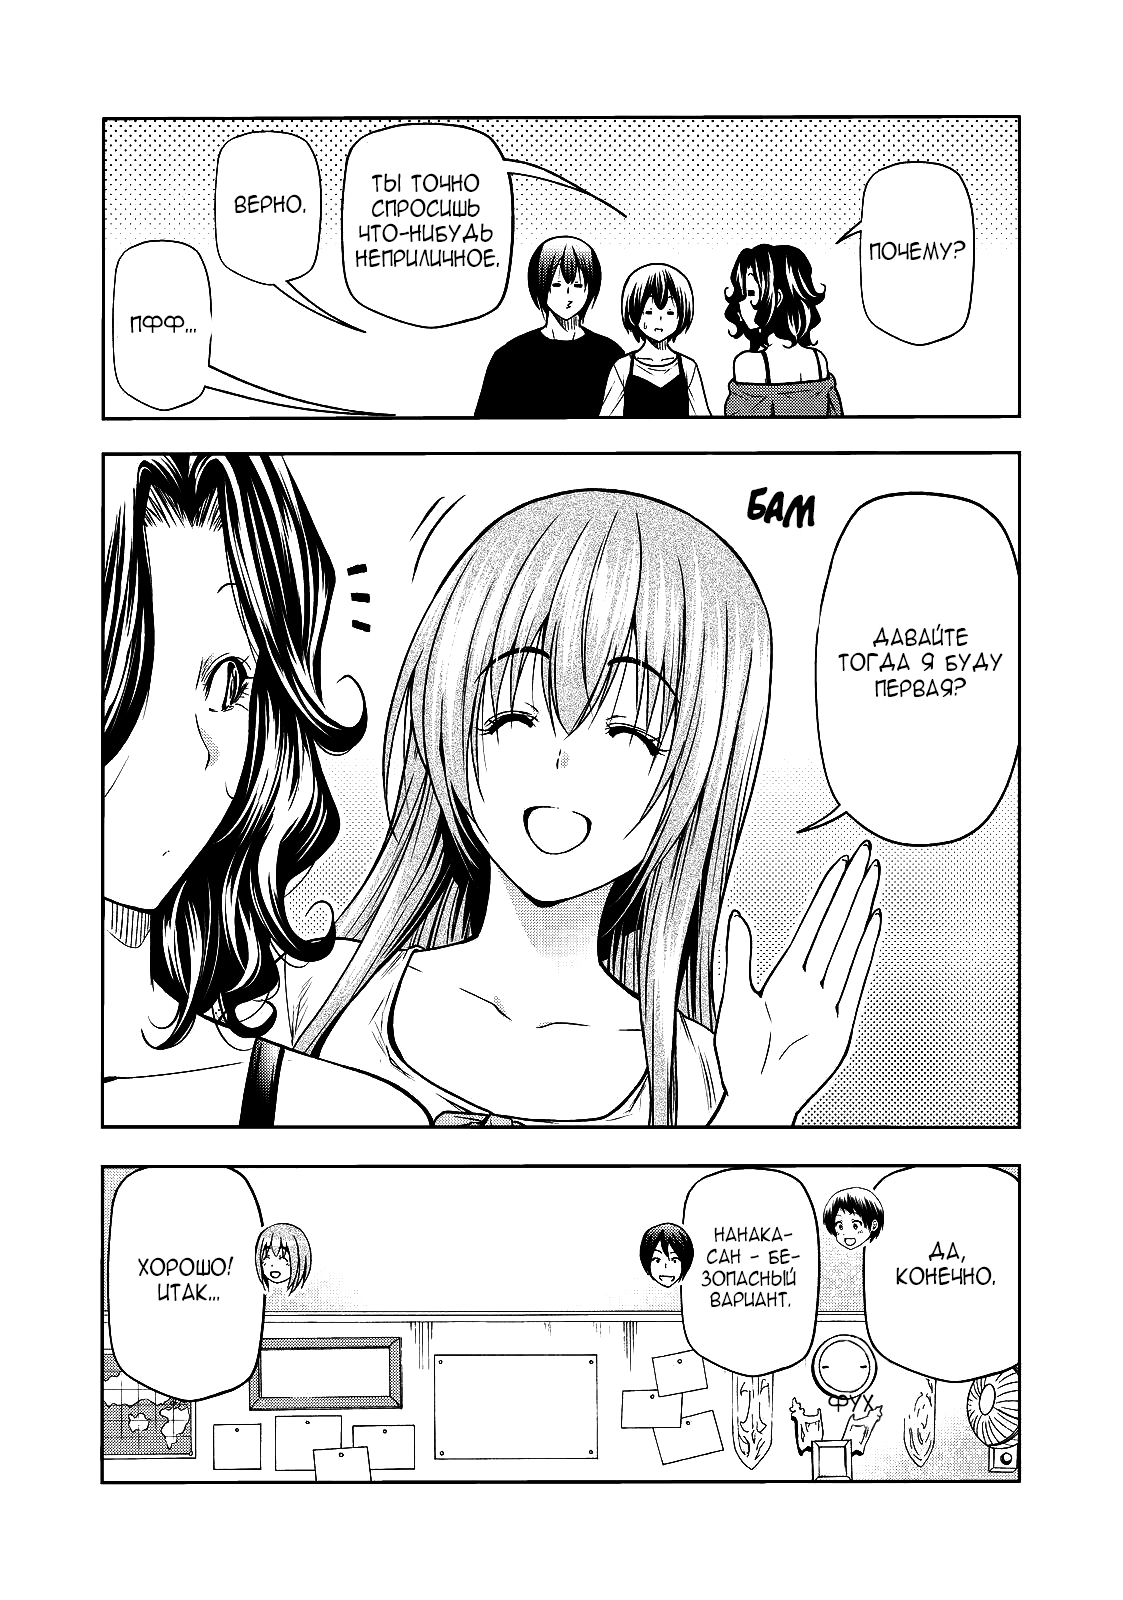 ПОЧЕМУ?
ТЫ ТОЧНО
СПРОСИШЬ
ЧТО-НИБУДЬ
НЕПРИЛИЧНОЕ.
ВЕРНО.
ПФФ...
БАМ
ДАВАЙТЕ
ТОГДА Я БУДУ
ПЕРВАЯ?
ДА,
КОНЕЧНО.
НАНАКА-
САН - БЕ-
ЗОПАСНЫЙ
ВАРИАНТ.
ФУХ
ХОРОШО!
ИТАК...